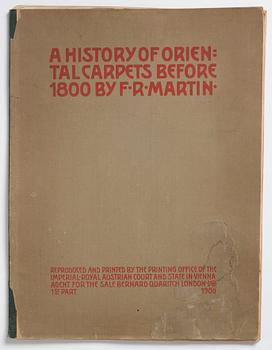 A HISTORY OF ORIEN:
TAL CARPETS BEFORE
1800 BY F·R·MARTIN·
REPRODUCED AND PRINTED BY THE PRINTING OFFICE OF THE
IMPERIAL-ROYAL AUSTRIAN COURT AND STATE IN VIENNA
AGENT FOR THE SALE BERNARD QUARITCH LONDON
1ST PART 1906